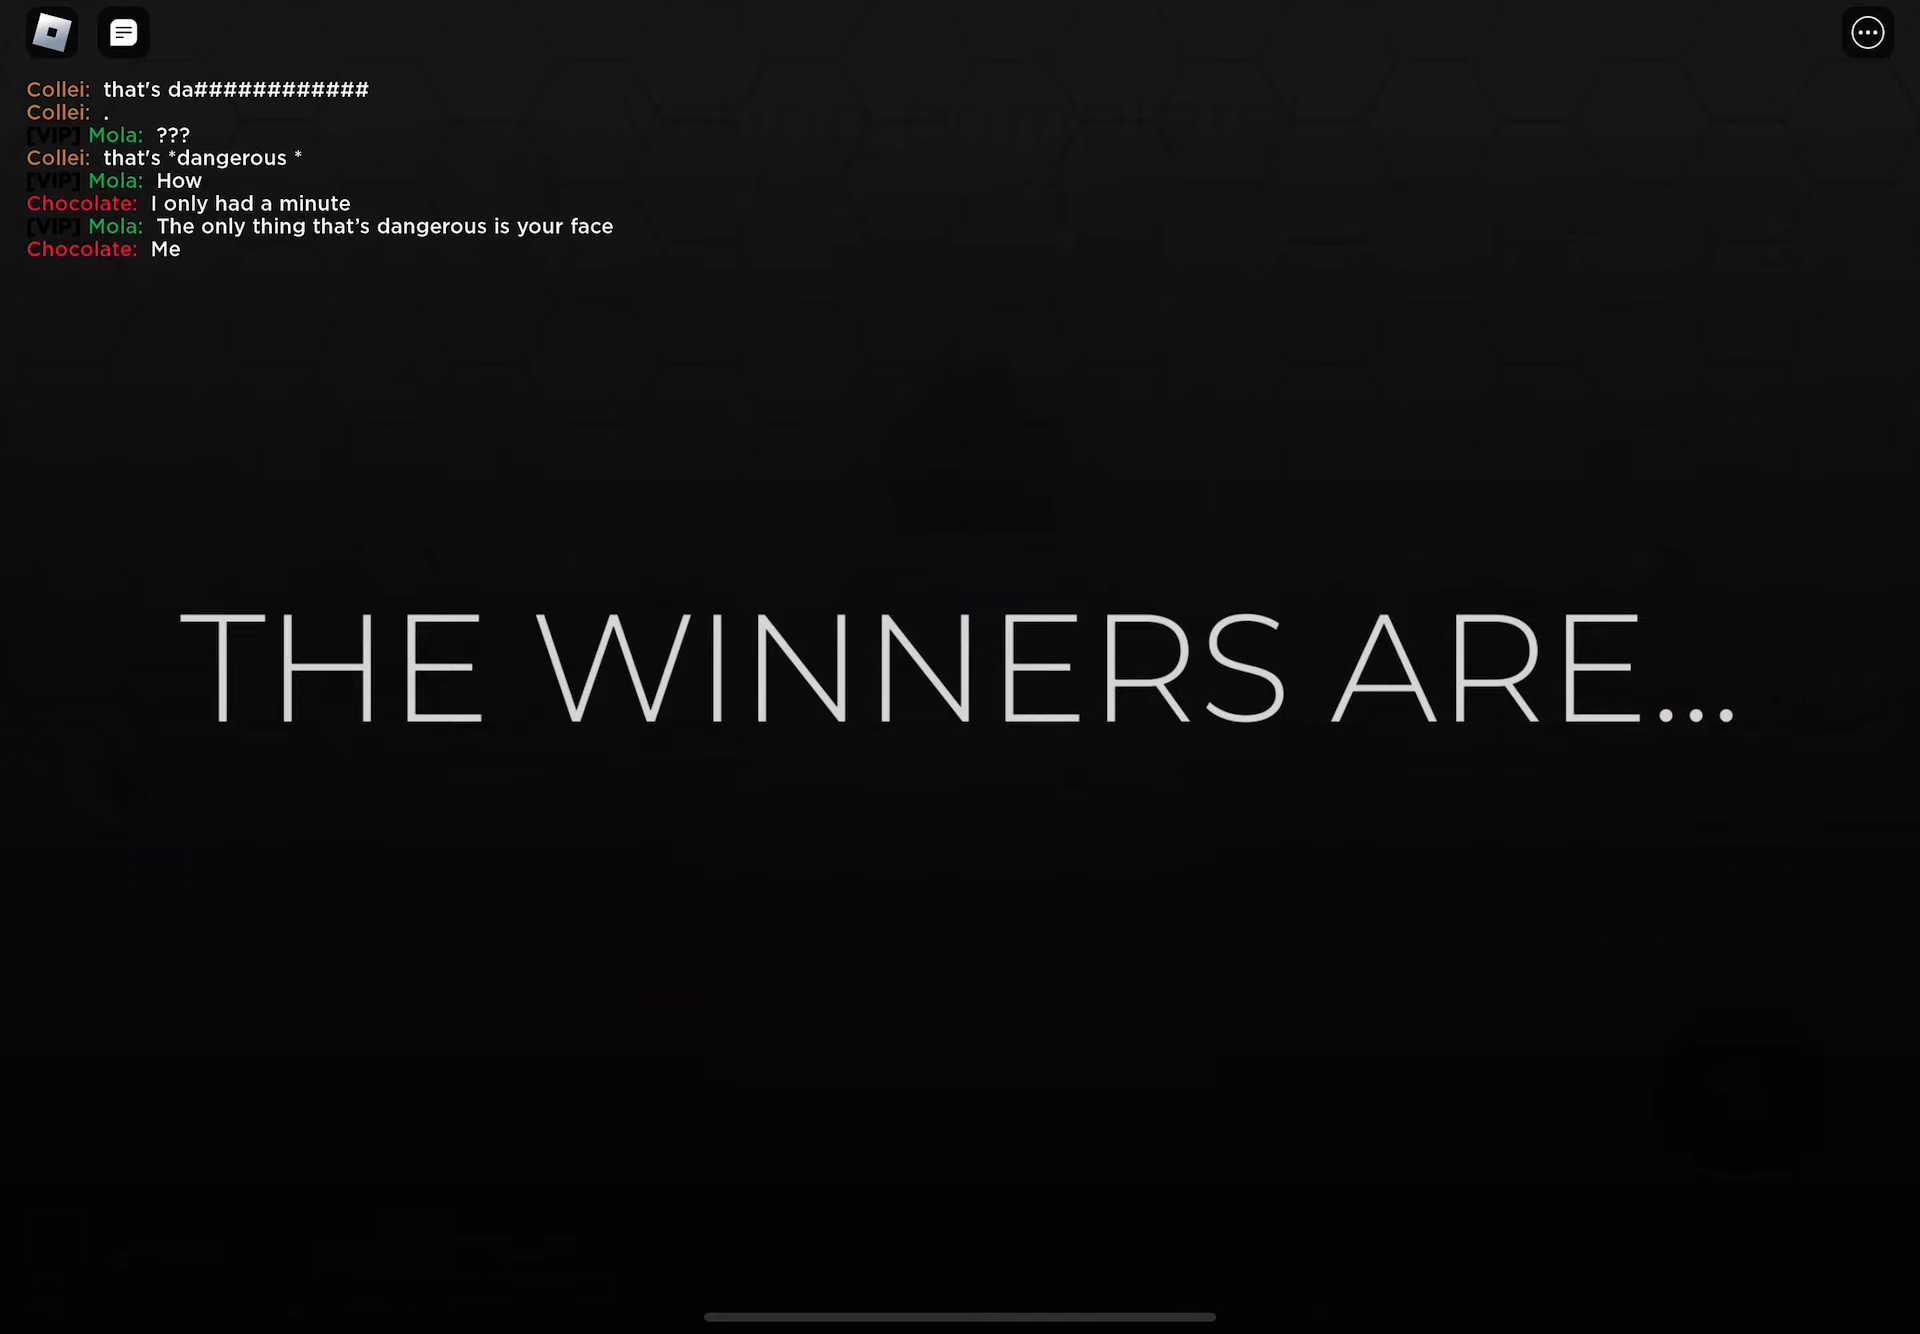 Collei: that's da############
Collei: .
[VIP] Mola: ???
Collei: that's *dangerous *
[VIP] Mola: How
Chocolate: I only had a minute
[VIP] Mola: The only thing that’s dangerous is your face
Chocolate: Me
THE WINNERS ARE...